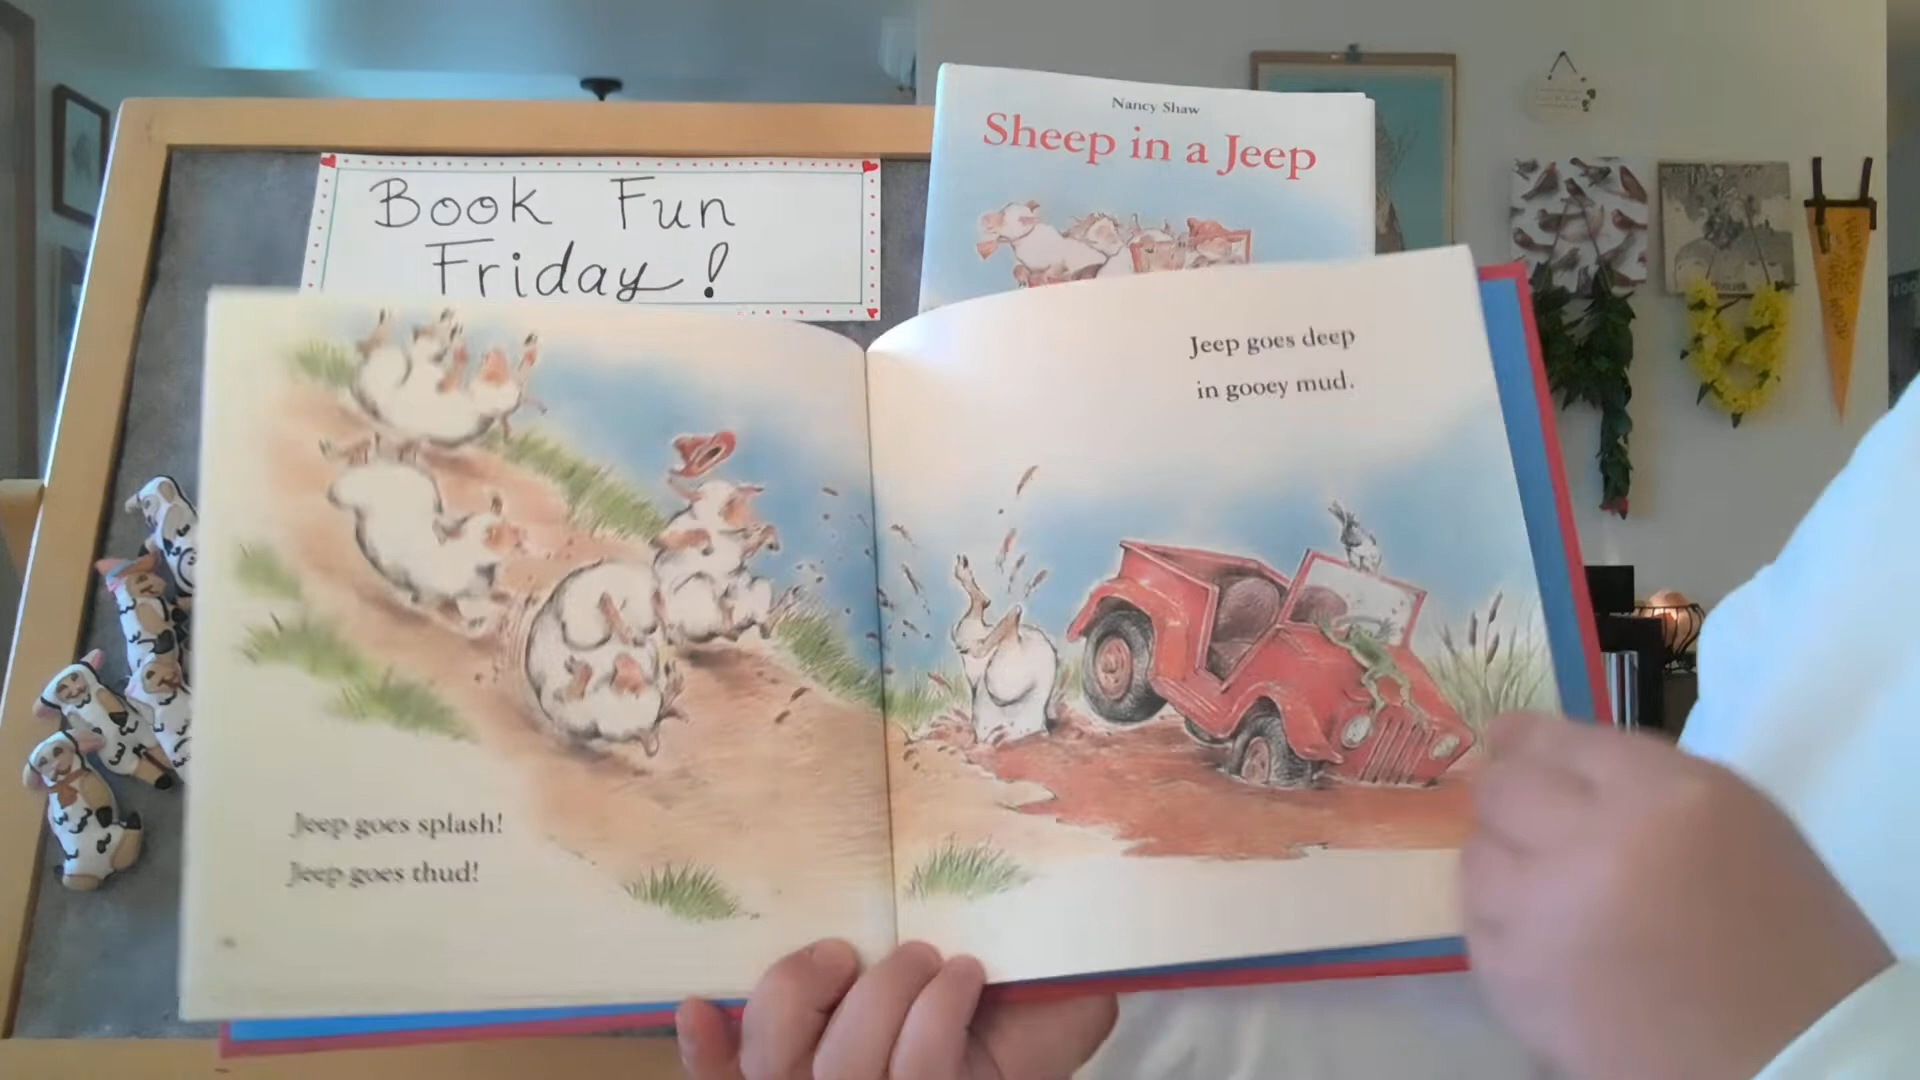 Book Fun
Friday!
Nancy Shaw
Sheep in a Jeep
Jeep goes splash!
Jeep goes thud!
Jeep goes deep
in gooey mud.